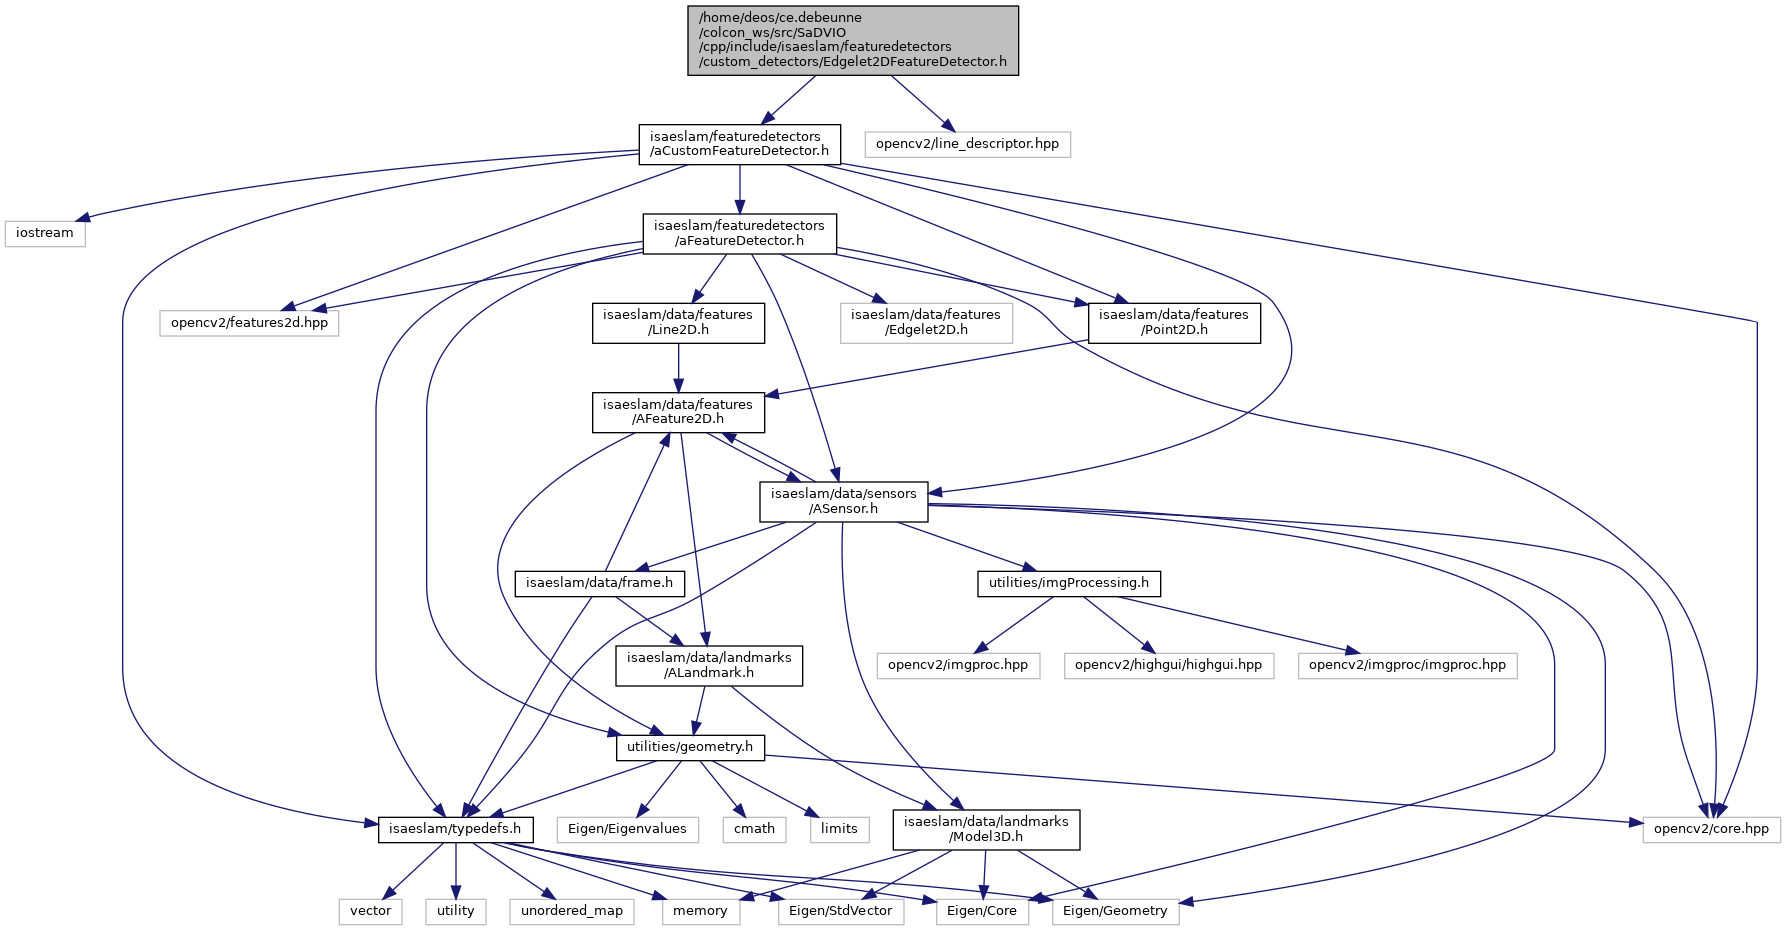 /home/deos/ce.debeunne
/colcon_ws/src/SaDVIO
/cpp/include/isaeslam/featuredetectors
/custom_detectors/Edgelet2DFeatureDetector.h
isaeslam/featuredetectors
/aCustomFeatureDetector.h
opencv2/line_descriptor.hpp
iostream
isaeslam/featuredetectors
/aFeatureDetector.h
opencv2/features2d.hpp
isaeslam/data/features
/Line2D.h
isaeslam/data/features
/Edgelet2D.h
isaeslam/data/features
/Point2D.h
isaeslam/data/features
/AFeature2D.h
isaeslam/data/sensors
/ASensor.h
isaeslam/data/frame.h
utilities/imgProcessing.h
isaeslam/data/landmarks
/ALandmark.h
opencv2/imgproc.hpp
opencv2/highgui/highgui.hpp
opencv2/imgproc/imgproc.hpp
utilities/geometry.h
isaeslam/typedefs.h
Eigen/Eigenvalues
cmath
limits
isaeslam/data/landmarks
/Model3D.h
opencv2/core.hpp
vector
utility
unordered_map
memory
Eigen/StdVector
Eigen/Core
Eigen/Geometry